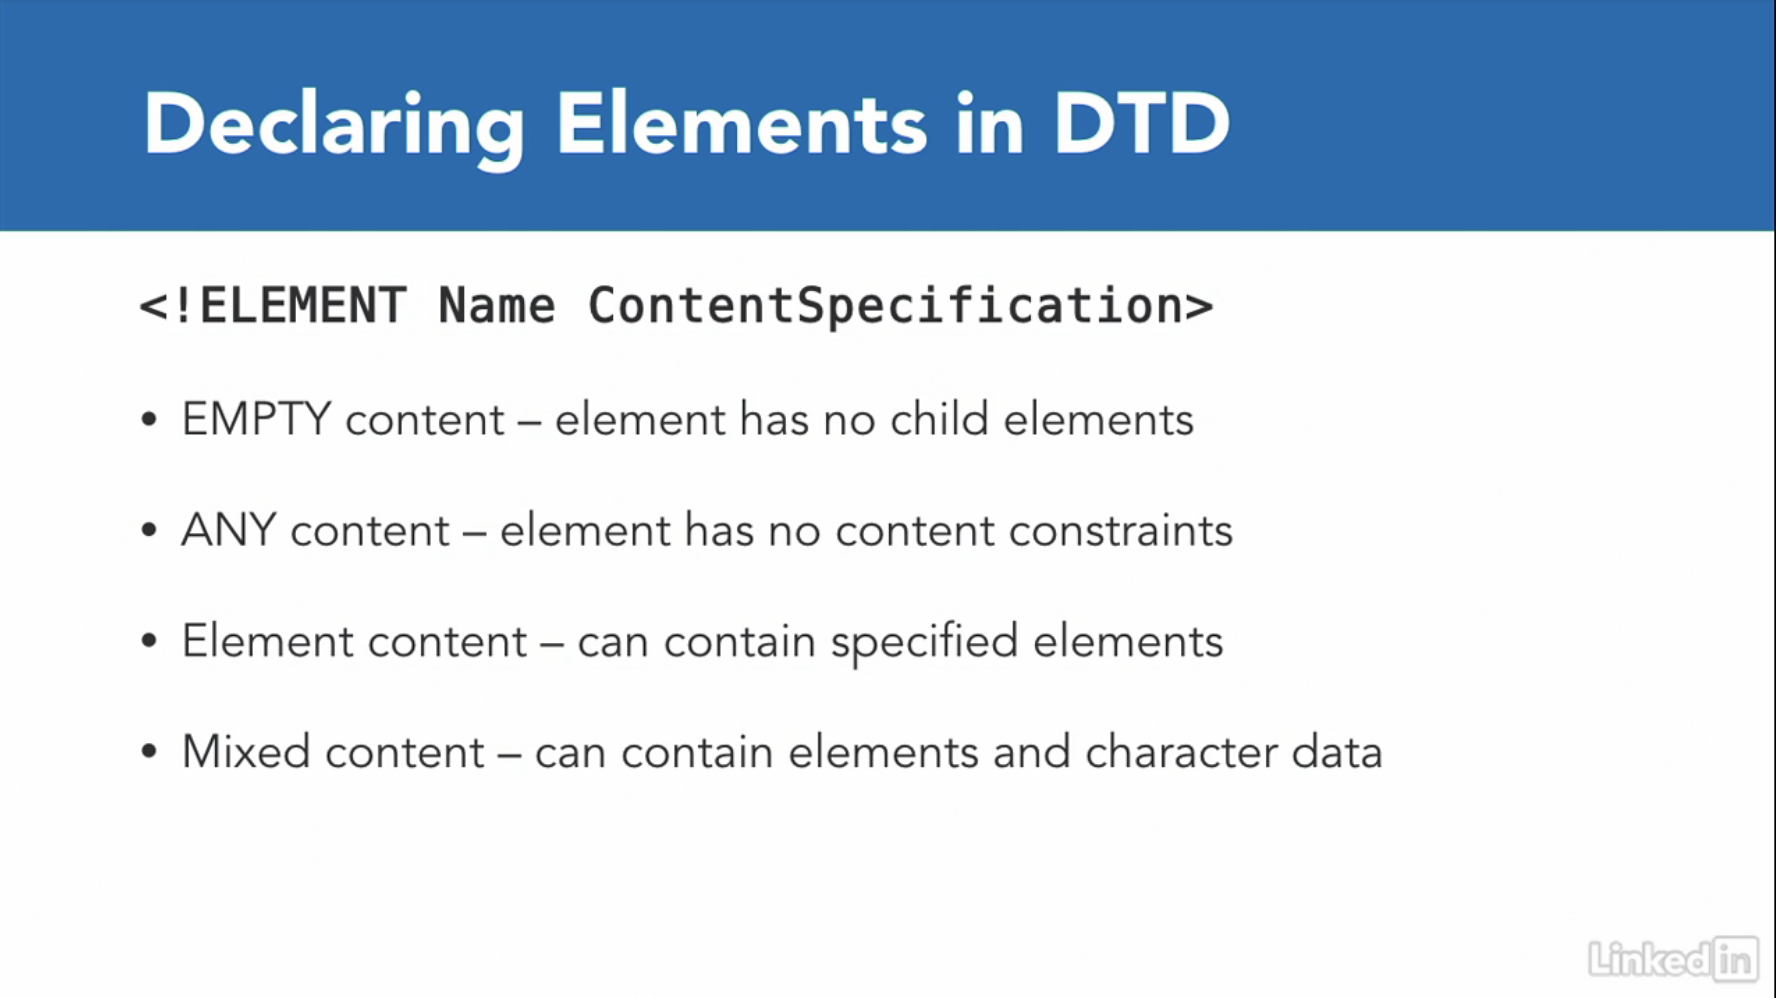 Declaring Elements in DTD
<!ELEMENT Name ContentSpecification>
• EMPTY content – element has no child elements
• ANY content – element has no content constraints
• Element content – can contain specified elements
• Mixed content – can contain elements and character data
LinkedIn